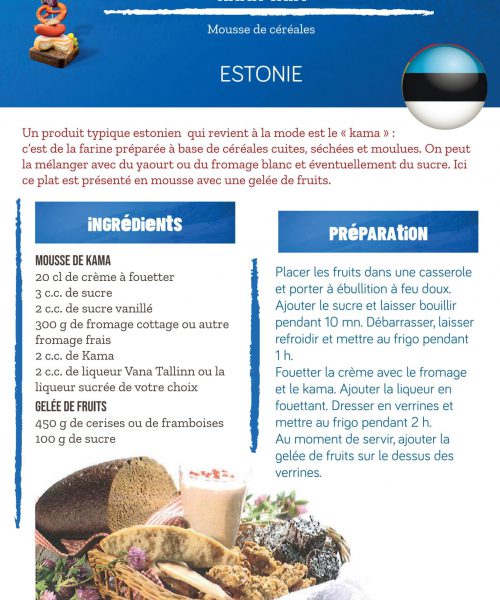 Mousse de céréales
ESTONIE
Un produit typique estonien qui revient à la mode est le « kama » :
c'est de la farine préparée à base de céréales cuites, séchées et moulues. On peut
la mélanger avec du yaourt ou du fromage blanc et éventuellement du sucre. Ici
ce plat est présenté en mousse avec une gelée de fruits.
INGRÉDIENTS
MOUSSE DE KAMA
20 cl de crème à fouetter
3 c.c. de sucre
2 c.c. de sucre vanillé
300 g de fromage cottage ou autre
fromage frais
2 c.c. de Kama
2 c.c. de liqueur Vana Tallinn ou la
liqueur sucrée de votre choix
GELÉE DE FRUITS
450 g de cerises ou de framboises
100 g de sucre
PRÉPARATION
Placer les fruits dans une casserole
et porter à ébullition à feu doux.
Ajouter le sucre et laisser bouillir
pendant 10 mn. Débarrasser, laisser
refroidir et mettre au frigo pendant
1 h.
Fouetter la crème avec le fromage
et le kama. Ajouter la liqueur en
fouettant. Dresser en verrines et
mettre au frigo pendant 2 h.
Au moment de servir, ajouter la
gelée de fruits sur le dessus des
verrines.